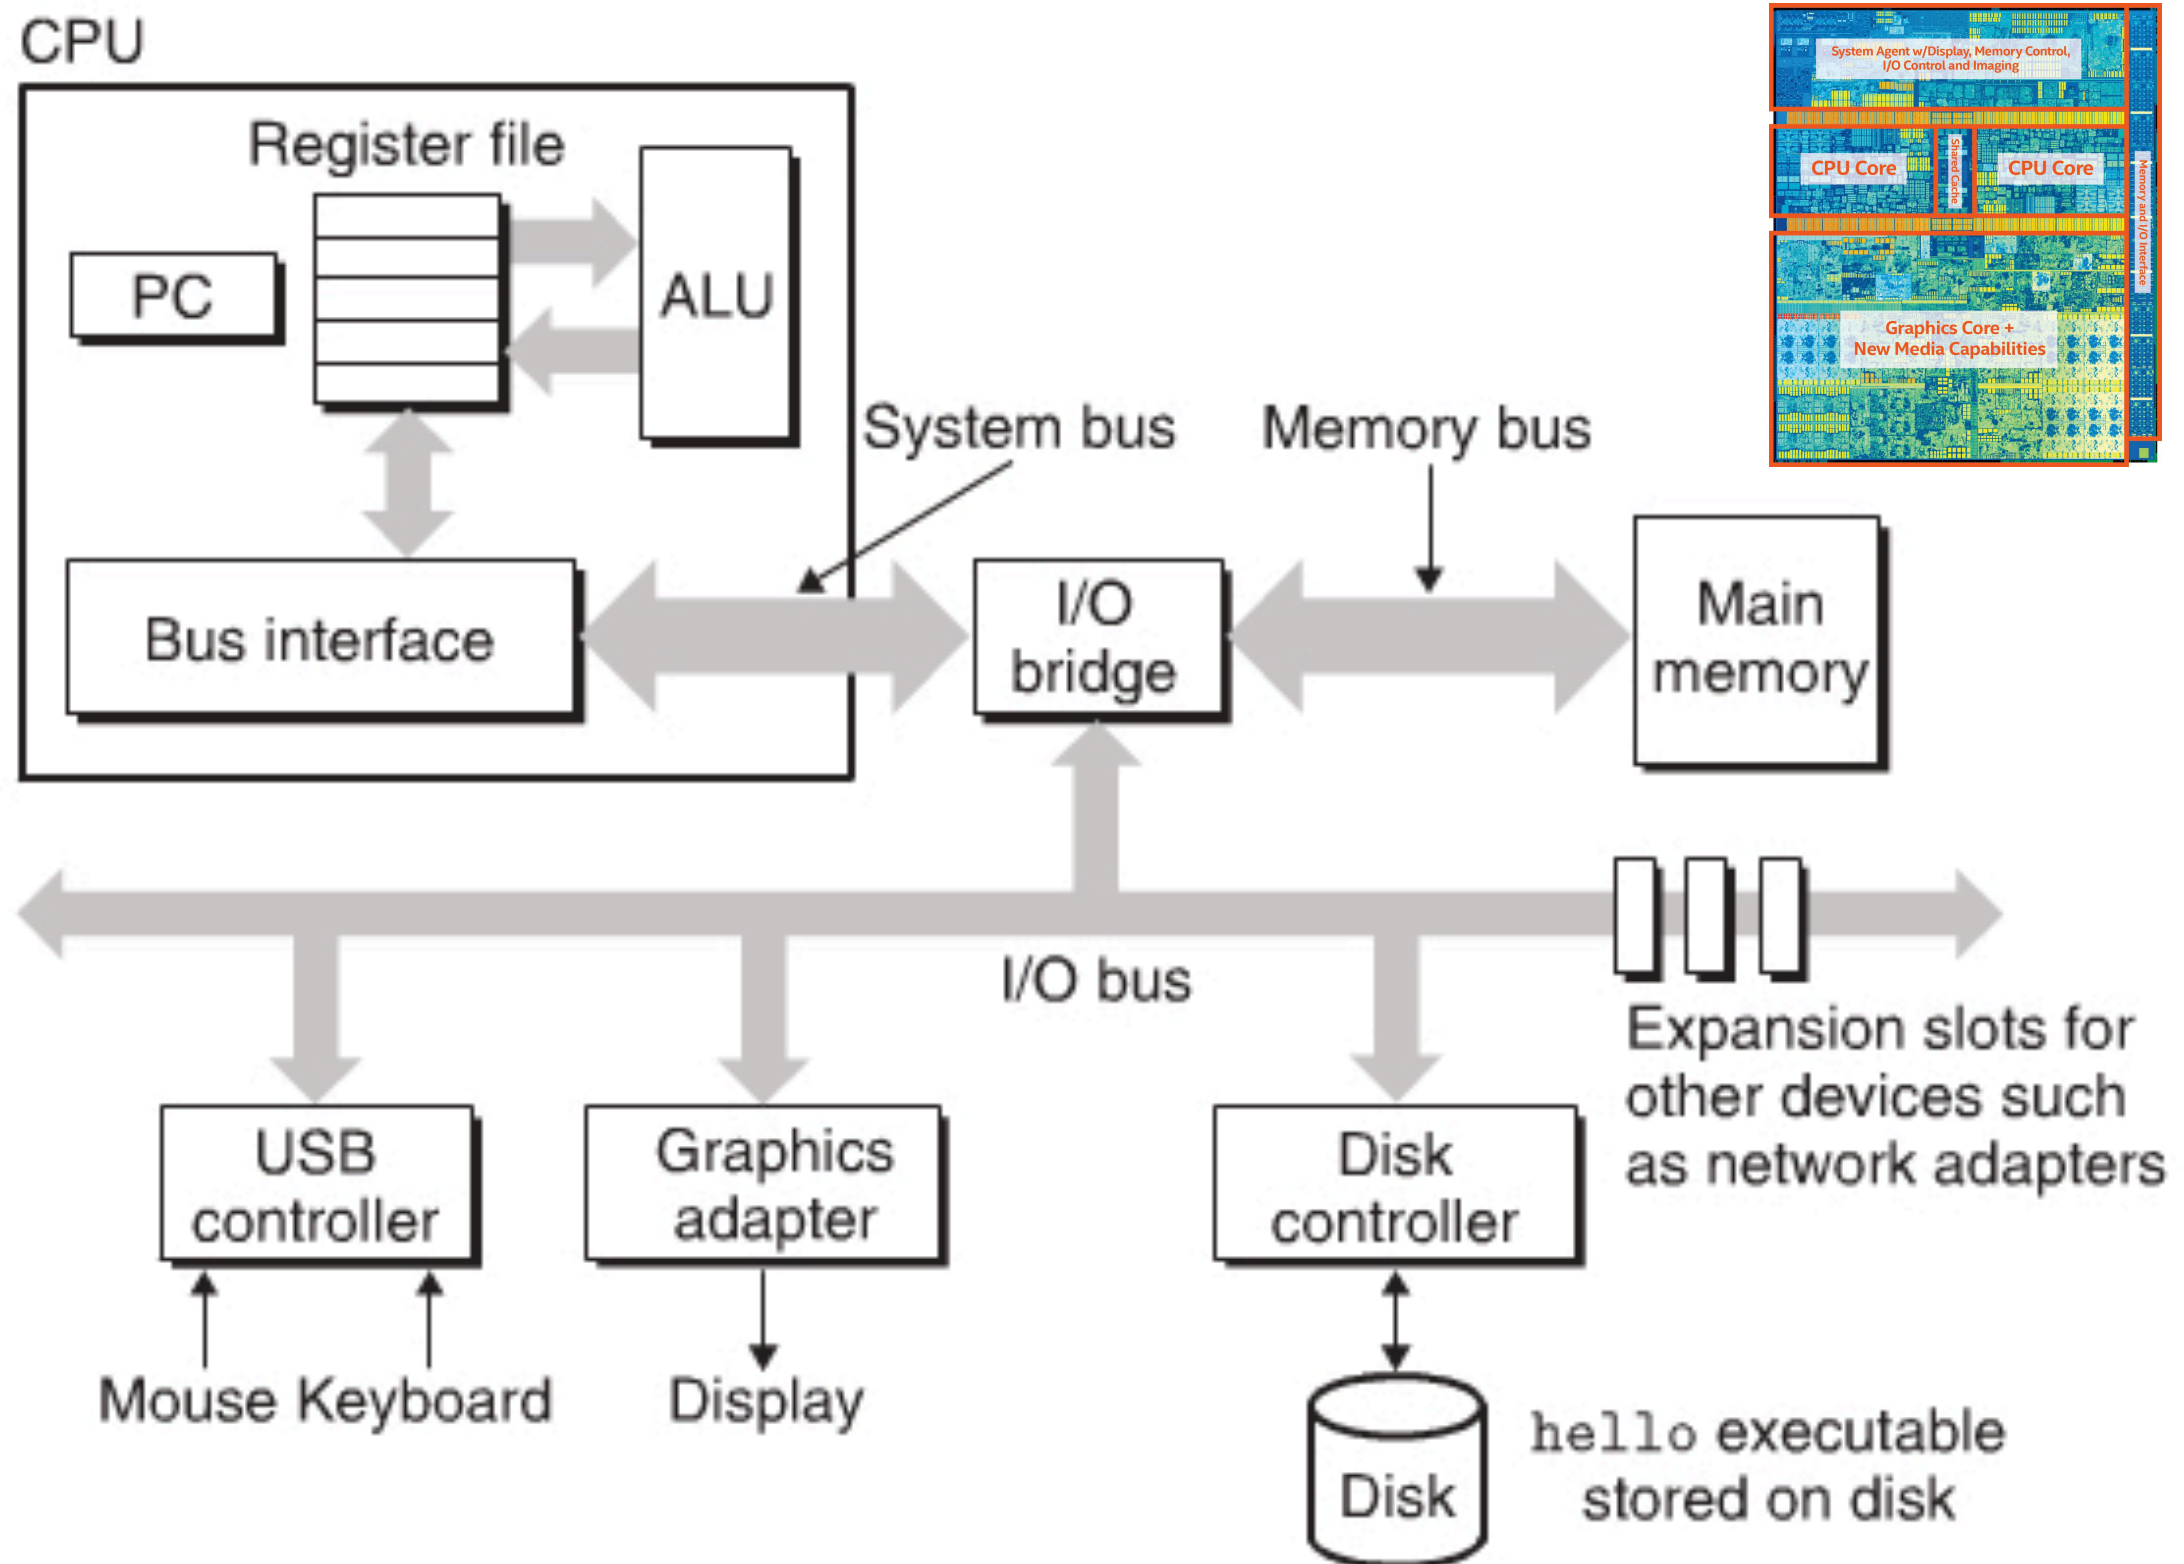 CPU
System Agent w/Display, Memory Control,
I/O Control and Imaging
CPU Core
Shared Cache
CPU Core
Memory and I/O Interface
Graphics Core +
New Media Capabilities
Register file
PC
ALU
System bus
Memory bus
Bus interface
I/O
bridge
Main
memory
I/O bus
Expansion slots for
other devices such
as network adapters
USB
controller
Graphics
adapter
Disk
controller
Mouse
Keyboard
Display
Disk
hello executable
stored on disk